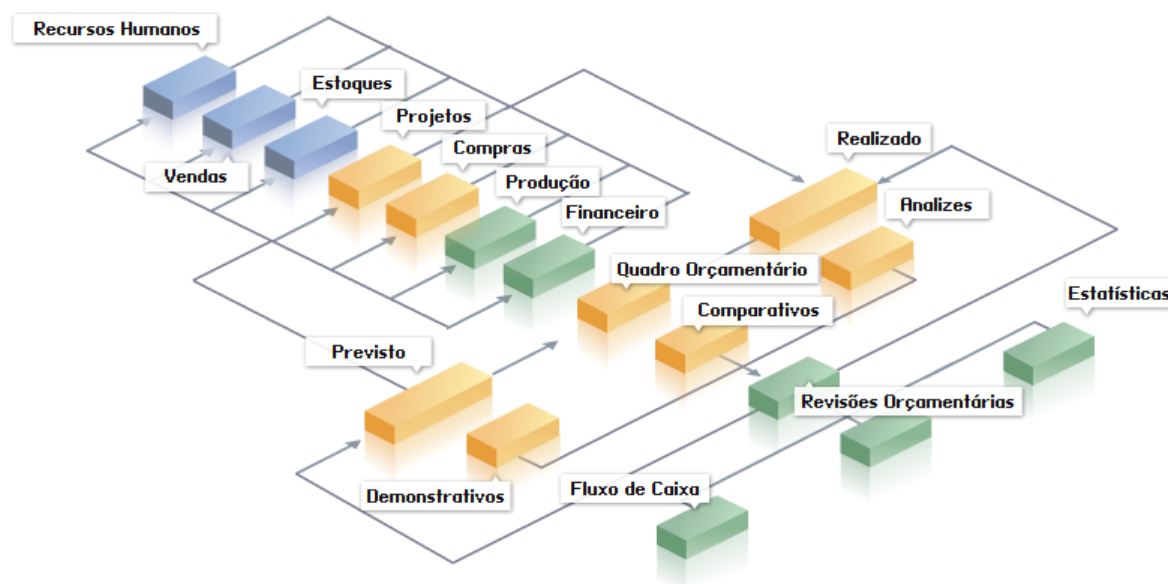 Recursos Humanos
Estoques
Projetos
Compras
Vendas
Produção
Financeiro
Realizado
Analizes
Quadro Orçamentário
Comparativos
Estatísticas
Previsto
Revisões Orçamentárias
Demonstrativos
Fluxo de Caixa